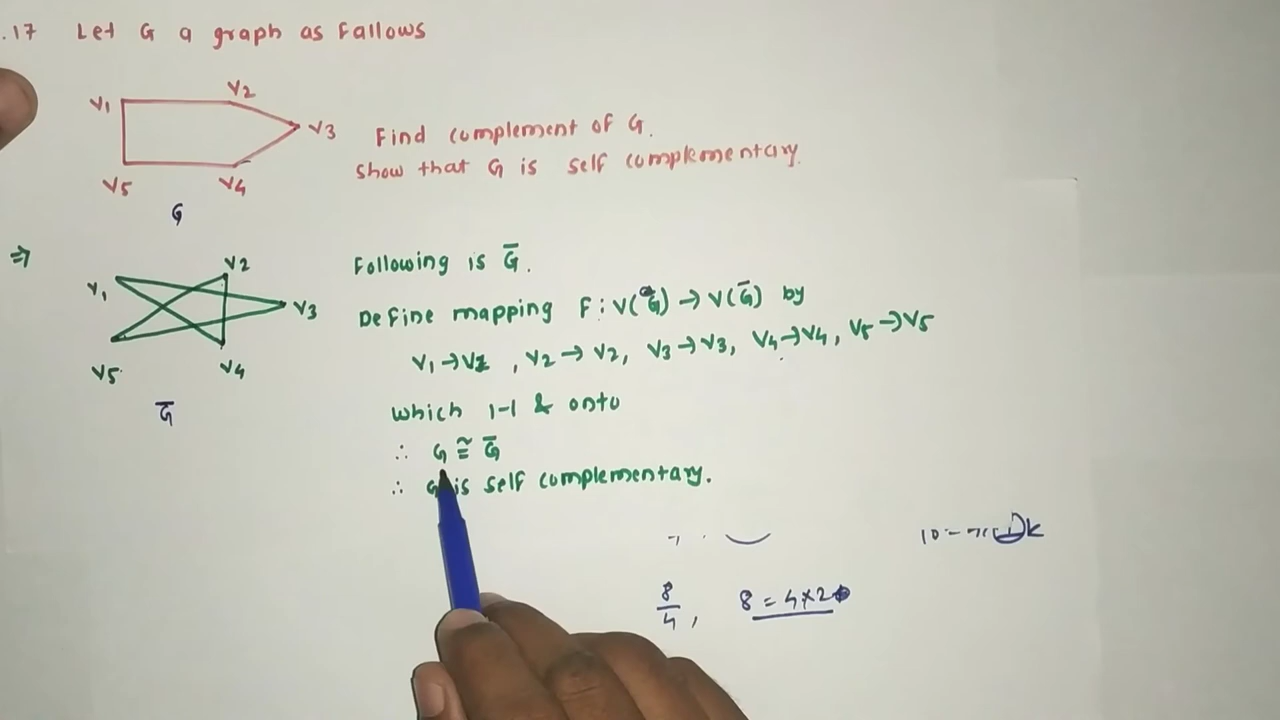 .17 Let G a graph as Fallows
V1 V2 V3 V4 V5
G
Find complement of G.
Show that G is self complementary.
⇒ Following is G̅.
V1 V2 V3 V4 V5
G̅
Define mapping F : V(G) → V(G̅) by
V1 → V1 , V2 → V2, V3 → V3, V4 → V4, V5 → V5
which 1-1 & onto
∴ G ≅ G̅
∴ G is self complementary.
8/4 , 8 = 4×2